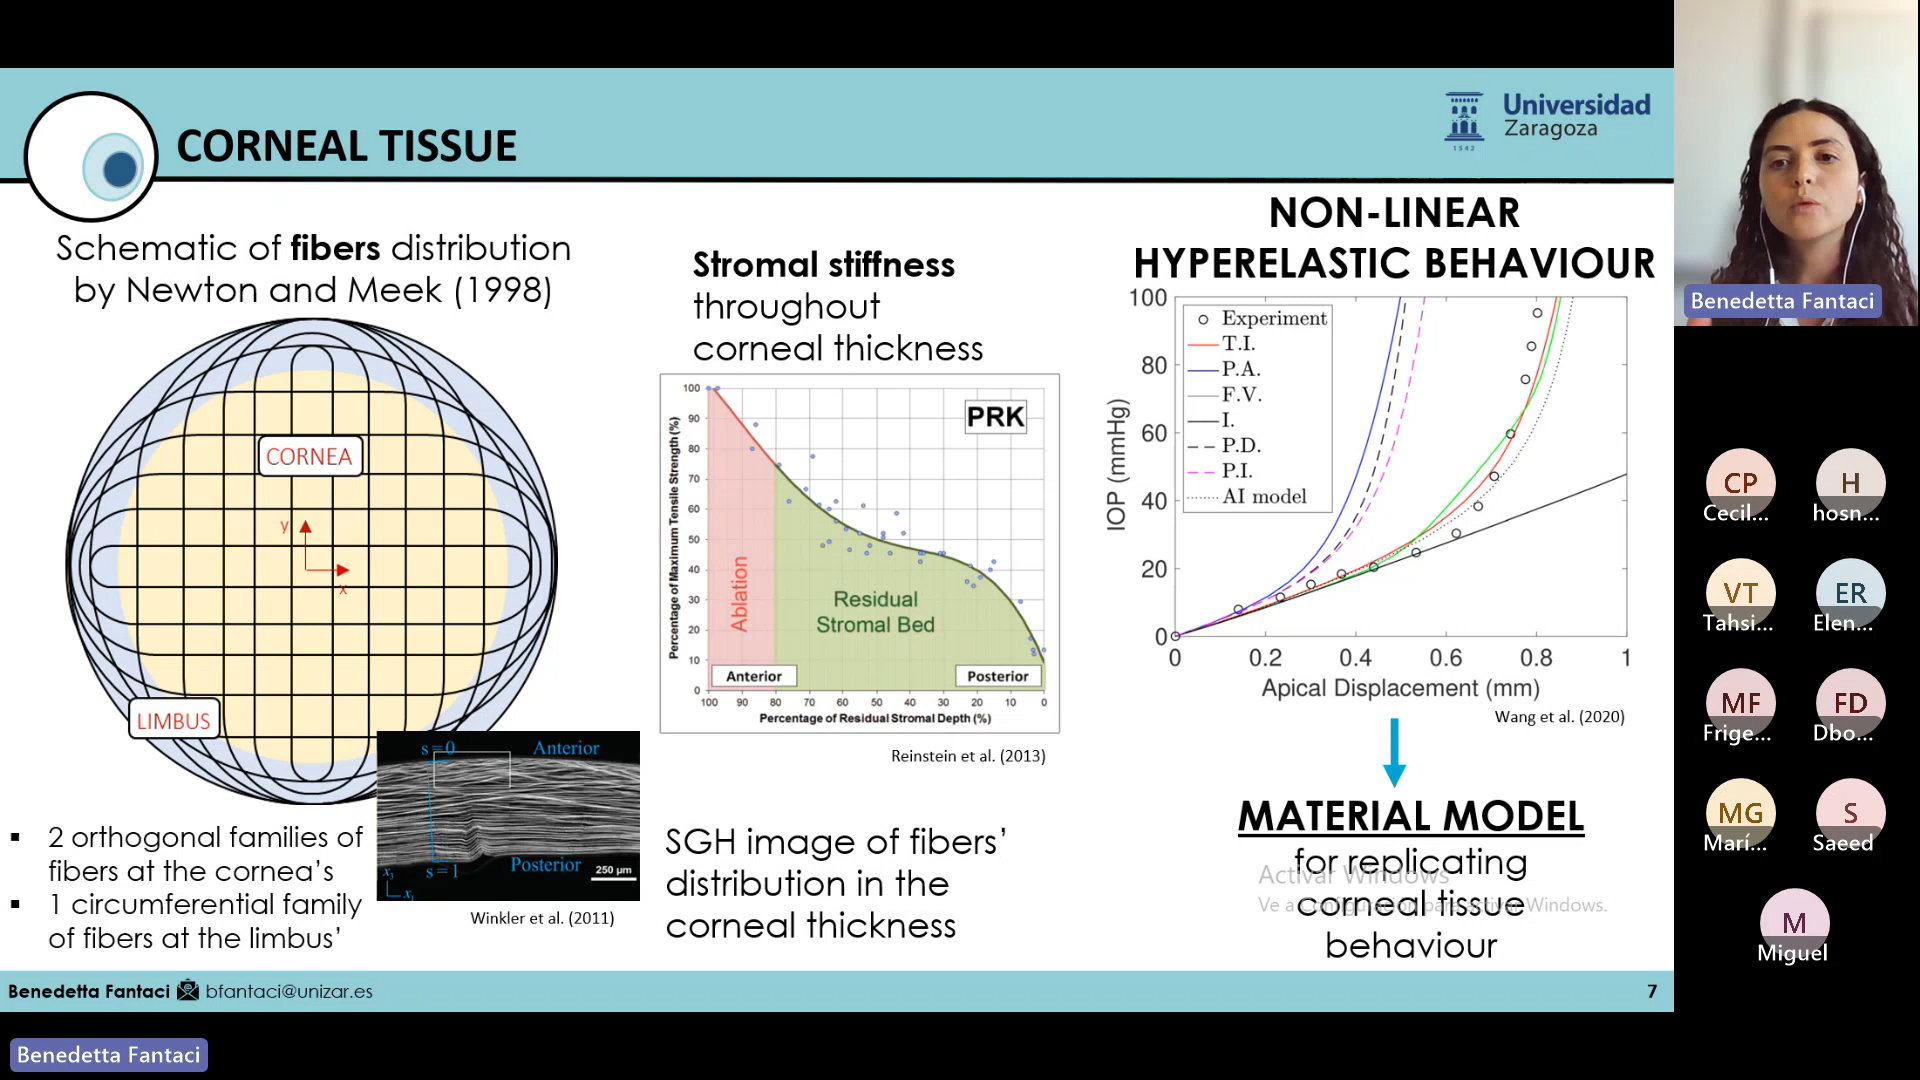 CORNEAL TISSUE
Universidad
Zaragoza
1542
Schematic of fibers distribution
by Newton and Meek (1998)
CORNEA
y
x
LIMBUS
s=0
Anterior
Posterior
s=1
250 µm
x₃
x₁
Winkler et al. (2011)
▪ 2 orthogonal families of
fibers at the cornea's
▪ 1 circumferential family
of fibers at the limbus'
Stromal stiffness
throughout
corneal thickness
PRK
Percentage of Maximum Tensile Strength (%)
100
90
80
70
60
50
40
30
20
10
0
Ablation
Residual
Stromal Bed
Anterior
Posterior
100 90 80 70 60 50 40 30 20 10 0
Percentage of Residual Stromal Depth (%)
Reinstein et al. (2013)
SGH image of fibers'
distribution in the
corneal thickness
NON-LINEAR
HYPERELASTIC BEHAVIOUR
IOP (mmHg)
100
80
60
40
20
0
Experiment
T.I.
P.A.
F.V.
I.
P.D.
P.I.
AI model
0 0.2 0.4 0.6 0.8 1
Apical Displacement (mm)
Wang et al. (2020)
MATERIAL MODEL
for replicating
corneal tissue
behaviour
Activar Windows
Ve a Configuración para activar Windows.
Benedetta Fantaci bfantaci@unizar.es
7
Benedetta Fantaci
Benedetta Fantaci
CP
Cecil...
H
hosn...
VT
Tahsi...
ER
Elen...
MF
Frige...
FD
Dbo...
MG
Marí...
S
Saeed
M
Miguel